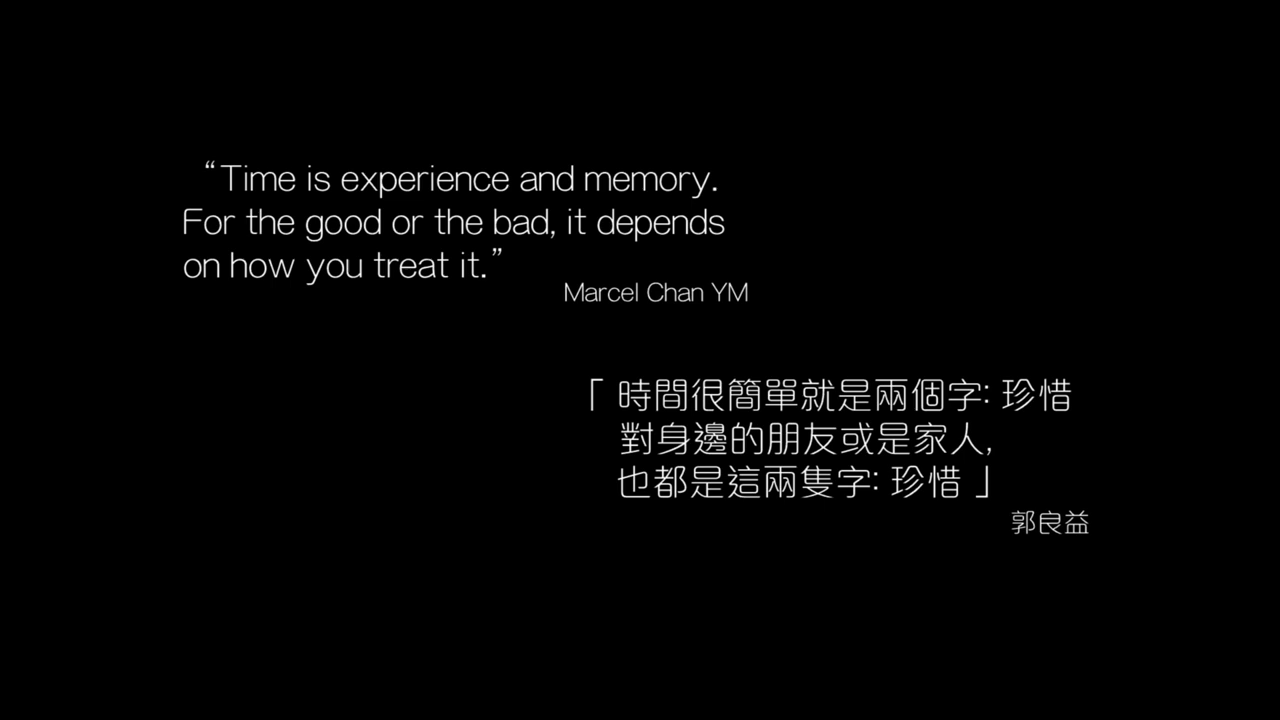 “Time is experience and memory.
For the good or the bad, it depends
on how you treat it.”
Marcel Chan YM
「 時間很簡單就是兩個字: 珍惜
對身邊的朋友或是家人,
也都是這兩隻字: 珍惜 」
郭良益